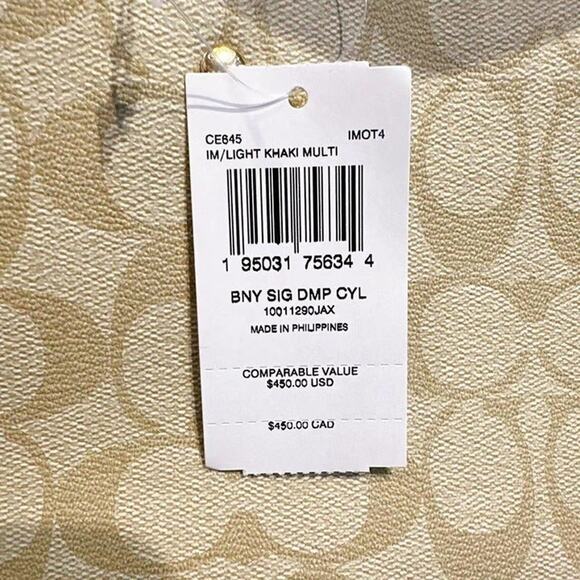 CE645 IMOT4
IM/LIGHT KHAKI MULTI
1 95031 75634 4
BNY SIG DMP CYL
10011290JAX
MADE IN PHILIPPINES
COMPARABLE VALUE
$450.00 USD
$450.00 CAD